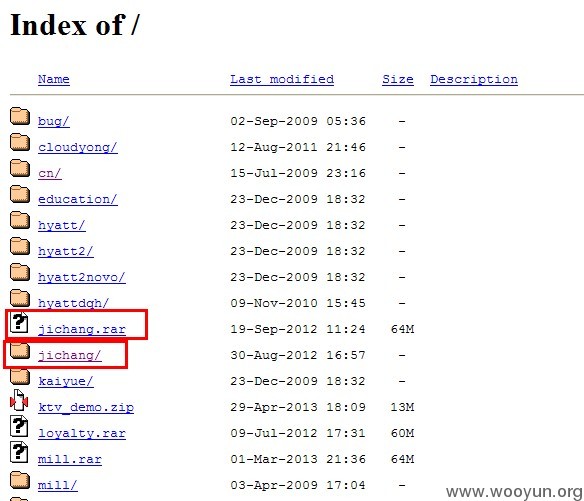 Index of /
Name Last modified Size Description
bug/ 02-Sep-2009 05:36 -
cloudyong/ 12-Aug-2011 21:46 -
cn/ 15-Jul-2009 23:16 -
education/ 23-Dec-2009 18:32 -
hyatt/ 23-Dec-2009 18:32 -
hyatt2/ 23-Dec-2009 18:32 -
hyatt2novo/ 23-Dec-2009 18:32 -
hyattdqh/ 09-Nov-2010 15:45 -
jichang.rar 19-Sep-2012 11:24 64M
jichang/ 30-Aug-2012 16:57 -
kaiyue/ 23-Dec-2009 18:32 -
ktv_demo.zip 29-Apr-2013 18:09 13M
loyalty.rar 09-Jul-2012 17:31 60M
mill.rar 01-Mar-2013 21:36 64M
mill/ 03-Apr-2009 17:04 -
www.wooyun.org